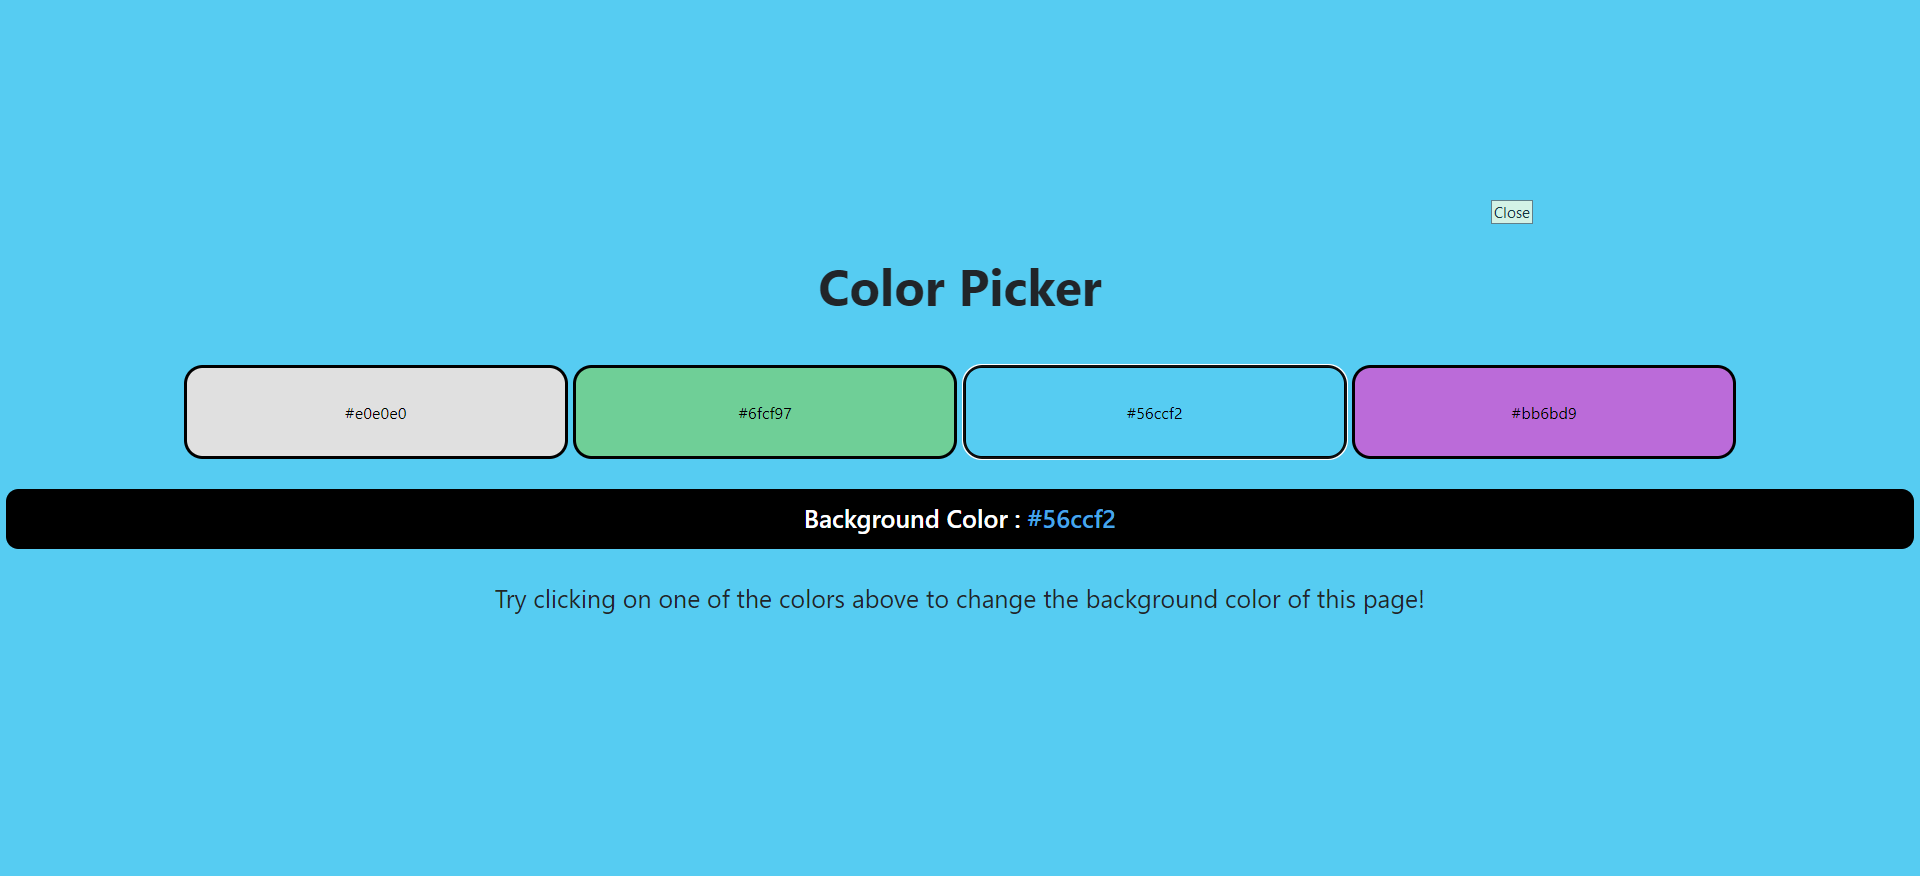 Close
Color Picker
#e0e0e0 #6fcf97 #56ccf2 #bb6bd9
Background Color : #56ccf2
Try clicking on one of the colors above to change the background color of this page!